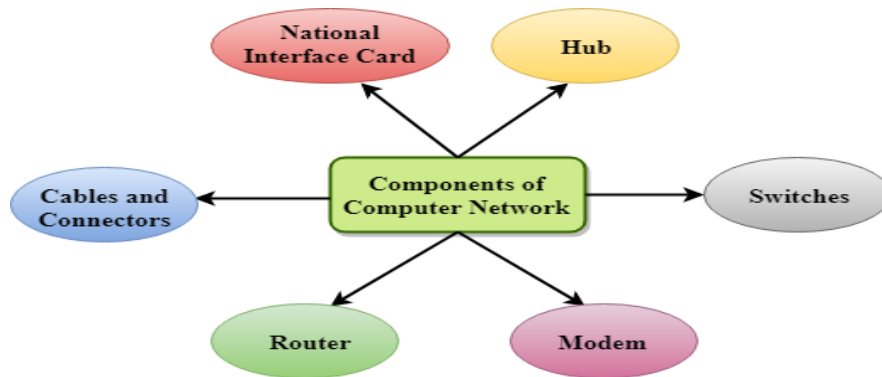 National
Interface Card
Hub
Cables and
Connectors
Components of
Computer Network
Switches
Router
Modem